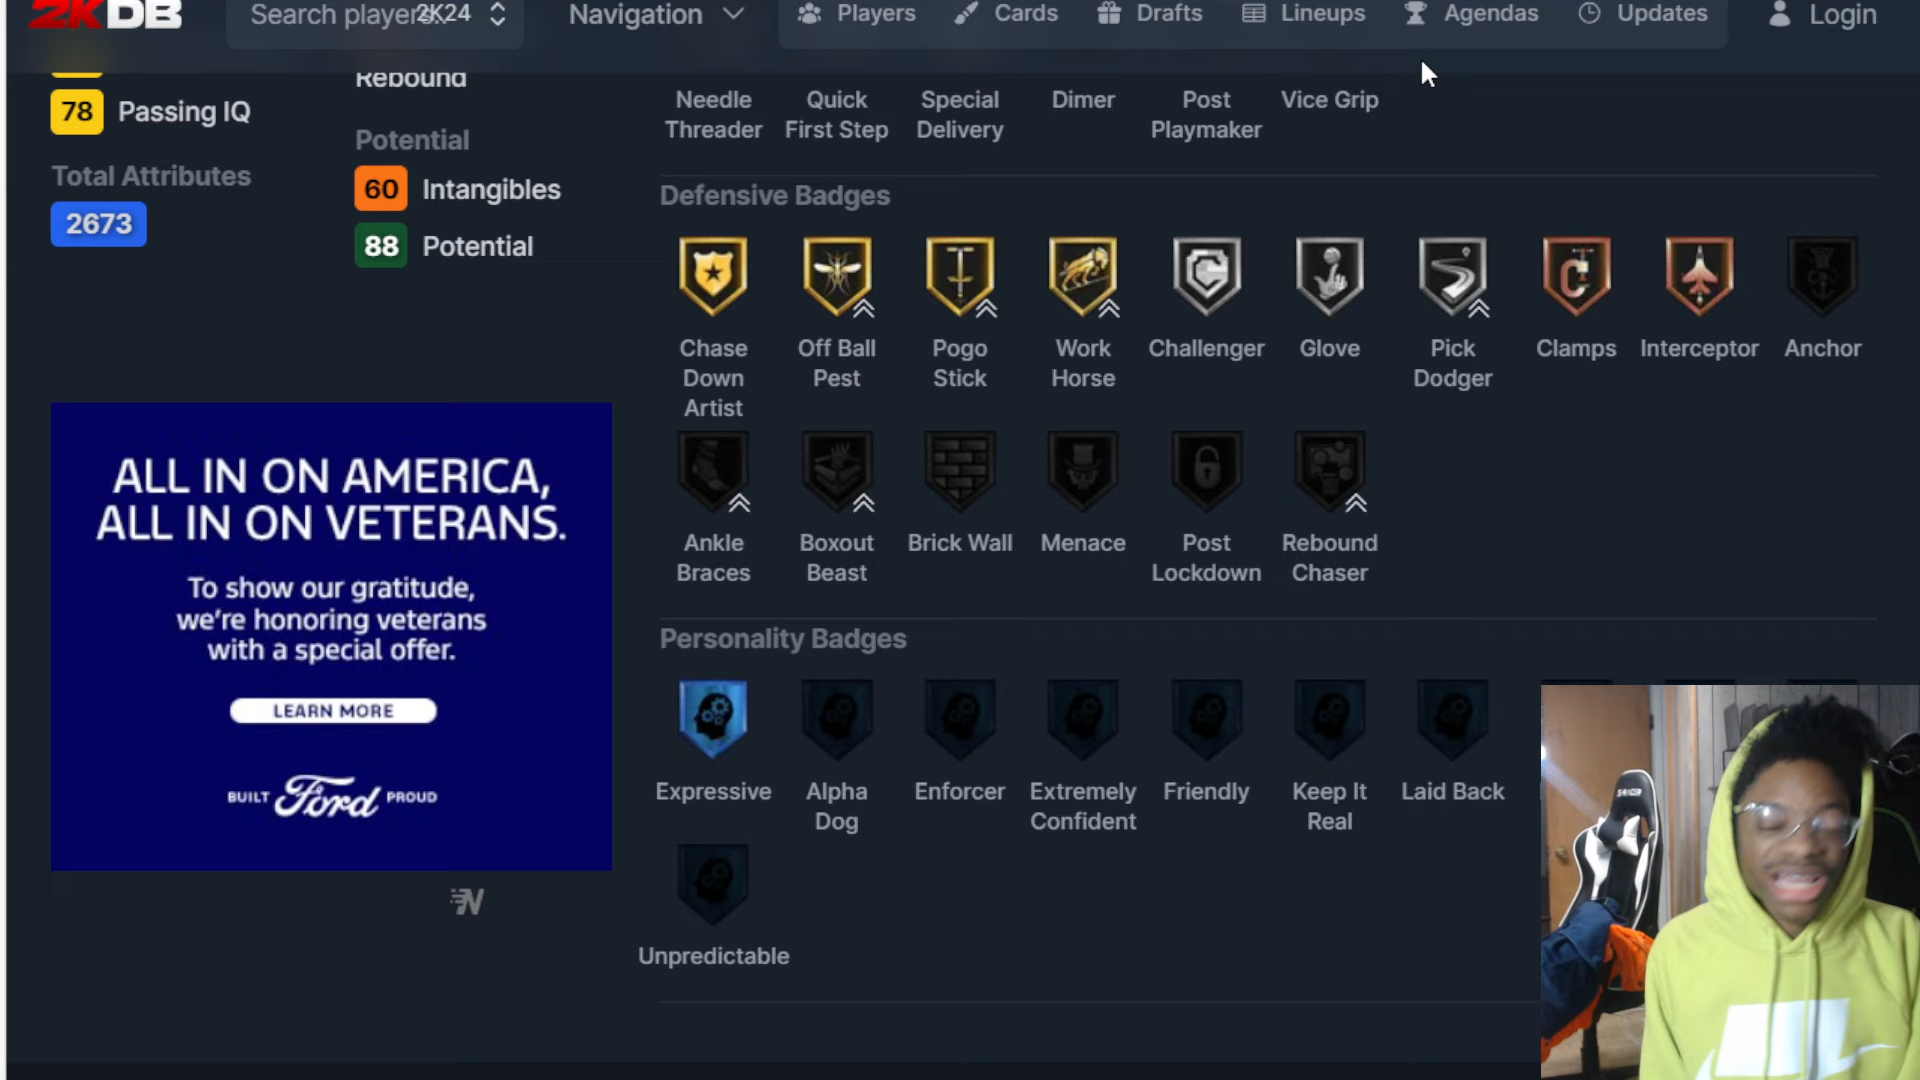 2KDB
Search players
2K24
Navigation
Players
Cards
Drafts
Lineups
Agendas
Updates
Login
78 Passing IQ
Total Attributes
2673
Rebound
Potential
60 Intangibles
88 Potential
Needle
Threader
Quick
First Step
Special
Delivery
Dimer
Post
Playmaker
Vice Grip
Defensive Badges
Chase
Down
Artist
Off Ball
Pest
Pogo
Stick
Work
Horse
Challenger
Glove
Pick
Dodger
Clamps
Interceptor
Anchor
Ankle
Braces
Boxout
Beast
Brick Wall
Menace
Post
Lockdown
Rebound
Chaser
Personality Badges
Expressive
Alpha
Dog
Enforcer
Extremely
Confident
Friendly
Keep It
Real
Laid Back
Unpredictable
ALL IN ON AMERICA,
ALL IN ON VETERANS.
To show our gratitude,
we're honoring veterans
with a special offer.
LEARN MORE
BUILT Ford PROUD